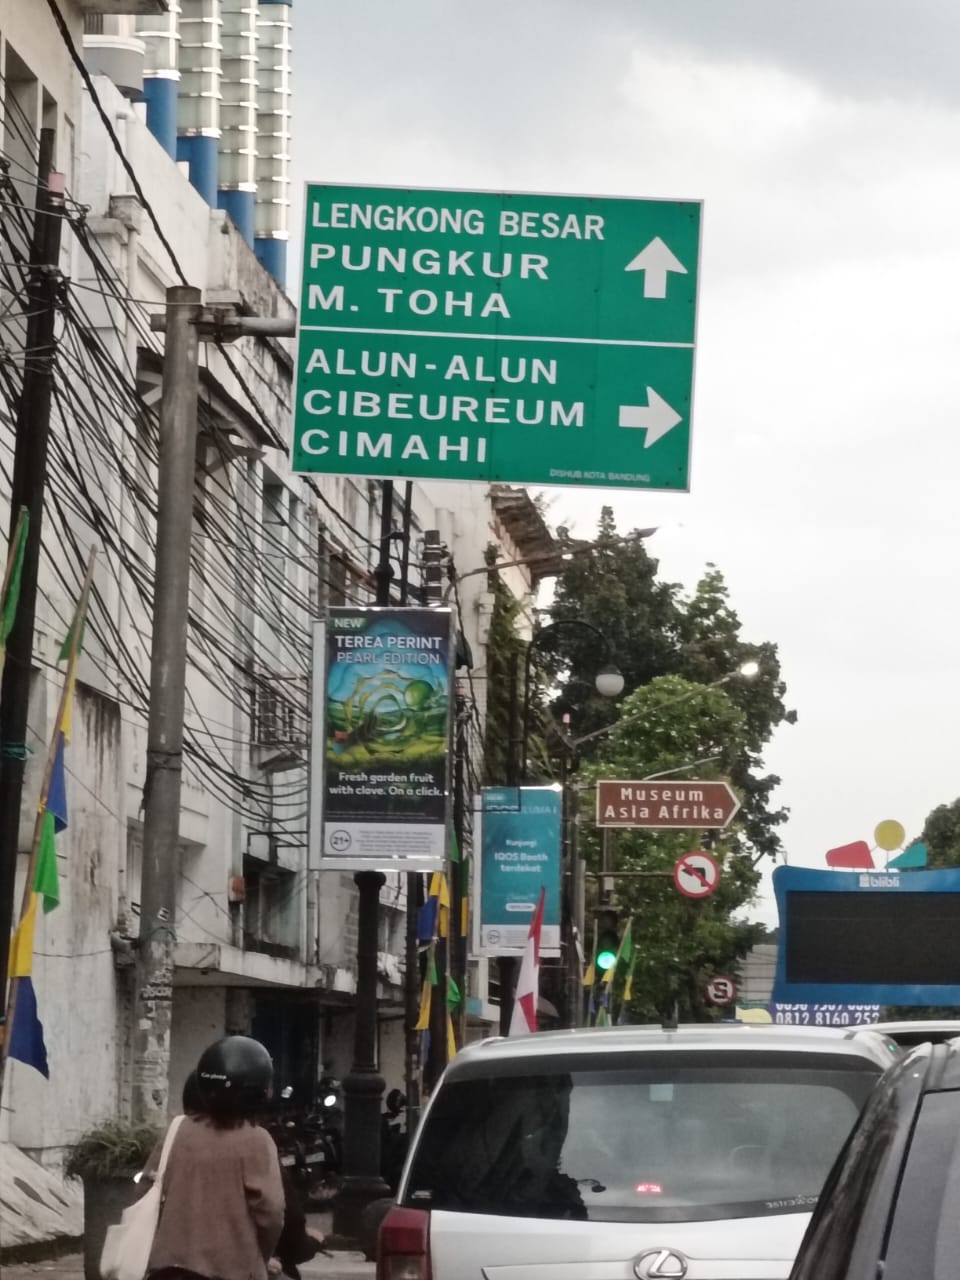 LENGKONG BESAR
PUNGKUR
M. TOHA
ALUN-ALUN
CIBEUREUM
CIMAHI
DISHUB KOTA BANDUNG
NEW
TEREA PERINT
PEARL EDITION
Fresh garden fruit
with clove. On a click.
21+
Kunjungi
IQOS Booth
terdekat
Museum
Asia Afrika
S
blibli
0812 8160 257